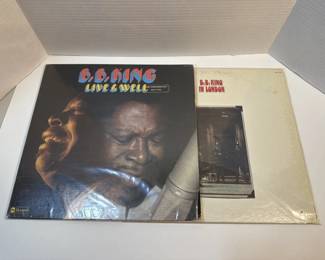 B.B. KING
LIVE & WELL
B.B. KING
IN LONDON